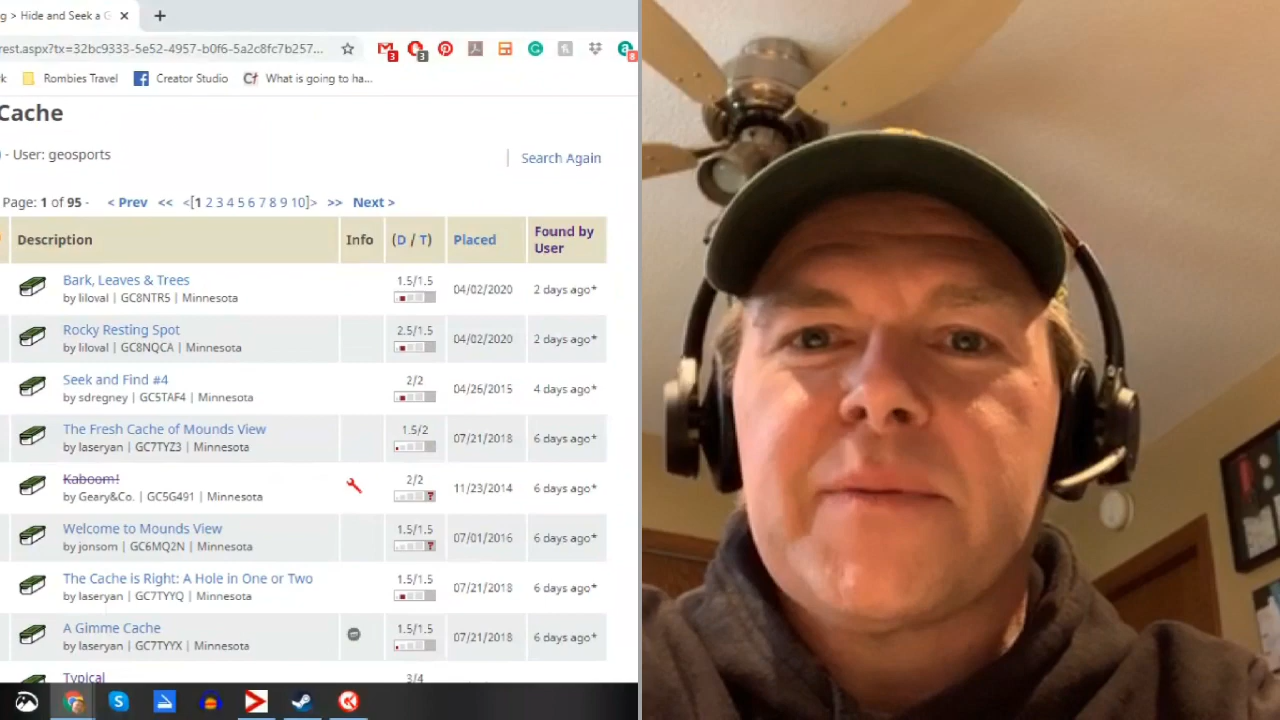 g > Hide and Seek a G
rest.aspx?tx=32bc9333-5e52-4957-b0f6-5a2c8fc7b257...
3
3
8
rk
Rombies Travel
Creator Studio
What is going to ha...
Cache
) - User: geosports
Search Again
Page: 1 of 95 - < Prev << <[1 2 3 4 5 6 7 8 9 10]> >> Next >
Description Info (D / T) Placed Found by User
Bark, Leaves & Trees
by liloval | GC8NTR5 | Minnesota
1.5/1.5
04/02/2020
2 days ago*
Rocky Resting Spot
by liloval | GC8NQCA | Minnesota
2.5/1.5
04/02/2020
2 days ago*
Seek and Find #4
by sdregney | GC5TAF4 | Minnesota
2/2
04/26/2015
4 days ago*
The Fresh Cache of Mounds View
by laseryan | GC7TYZ3 | Minnesota
1.5/2
07/21/2018
6 days ago*
Kaboom!
by Geary&Co. | GC5G491 | Minnesota
2/2
?
11/23/2014
6 days ago*
Welcome to Mounds View
by jonsom | GC6MQ2N | Minnesota
1.5/1.5
?
07/01/2016
6 days ago*
The Cache is Right: A Hole in One or Two
by laseryan | GC7TYYQ | Minnesota
1.5/1.5
07/21/2018
6 days ago*
A Gimme Cache
by laseryan | GC7TYYX | Minnesota
1.5/1.5
07/21/2018
6 days ago*
Typical
3/4